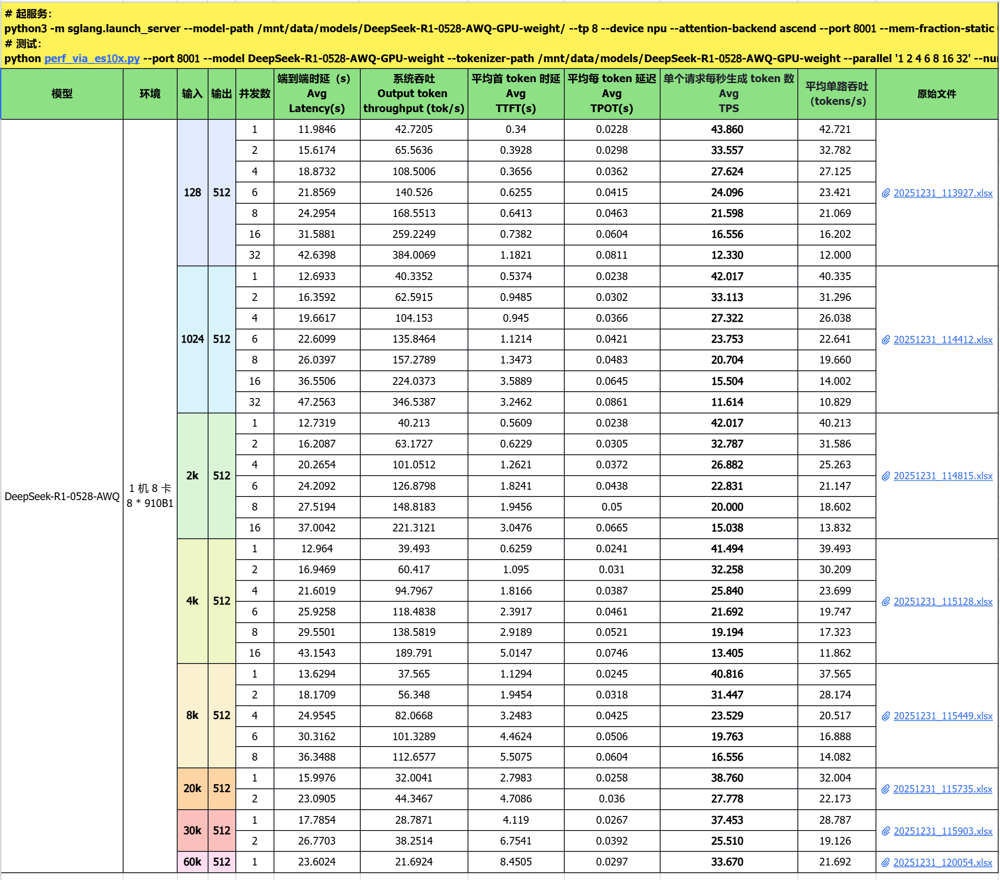 # 起服务：
python3 -m sglang.launch_server --model-path /mnt/data/models/DeepSeek-R1-0528-AWQ-GPU-weight/ --tp 8 --device npu --attention-backend ascend --port 8001 --mem-fraction-static
# 测试：
python perf_via_es10x.py --port 8001 --model DeepSeek-R1-0528-AWQ-GPU-weight --tokenizer-path /mnt/data/models/DeepSeek-R1-0528-AWQ-GPU-weight --parallel '1 2 4 6 8 16 32'
模型 环境 输入 输出 并发数 端到端时延（s） Avg Latency(s) 系统吞吐 Output token throughput (tok/s) 平均首 token 时延 Avg TTFT(s) 平均每 token 延迟 Avg TPOT(s) 单个请求每秒生成 token 数 Avg TPS 平均单路吞吐 （tokens/s） 原始文件
DeepSeek-R1-0528-AWQ
1 机 8 卡
8 * 910B1
128 512 20251231_113927.xlsx
1 11.9846 42.7205 0.34 0.0228 43.860 42.721
2 15.6174 65.5636 0.3928 0.0298 33.557 32.782
4 18.8732 108.5006 0.3656 0.0362 27.624 27.125
6 21.8569 140.526 0.6255 0.0415 24.096 23.421
8 24.2954 168.5513 0.6413 0.0463 21.598 21.069
16 31.5881 259.2249 0.7382 0.0604 16.556 16.202
32 42.6398 384.0069 1.1821 0.0811 12.330 12.000
1024 512 20251231_114412.xlsx
1 12.6933 40.3352 0.5374 0.0238 42.017 40.335
2 16.3592 62.5915 0.9485 0.0302 33.113 31.296
4 19.6617 104.153 0.945 0.0366 27.322 26.038
6 22.6099 135.8464 1.1214 0.0421 23.753 22.641
8 26.0397 157.2789 1.3473 0.0483 20.704 19.660
16 36.5506 224.0373 3.5889 0.0645 15.504 14.002
32 47.2563 346.5387 3.2462 0.0861 11.614 10.829
2k 512 20251231_114815.xlsx
1 12.7319 40.213 0.5609 0.0238 42.017 40.213
2 16.2087 63.1727 0.6229 0.0305 32.787 31.586
4 20.2654 101.0512 1.2621 0.0372 26.882 25.263
6 24.2092 126.8798 1.8241 0.0438 22.831 21.147
8 27.5194 148.8183 1.9456 0.05 20.000 18.602
16 37.0042 221.3121 3.0476 0.0665 15.038 13.832
4k 512 20251231_115128.xlsx
1 12.964 39.493 0.6259 0.0241 41.494 39.493
2 16.9469 60.417 1.095 0.031 32.258 30.209
4 21.6019 94.7967 1.8166 0.0387 25.840 23.699
6 25.9258 118.4838 2.3917 0.0461 21.692 19.747
8 29.5501 138.5819 2.9189 0.0521 19.194 17.323
16 43.1543 189.791 5.0147 0.0746 13.405 11.862
8k 512 20251231_115449.xlsx
1 13.6294 37.565 1.1294 0.0245 40.816 37.565
2 18.1709 56.348 1.9454 0.0318 31.447 28.174
4 24.9545 82.0668 3.2483 0.0425 23.529 20.517
6 30.3162 101.3289 4.4624 0.0506 19.763 16.888
8 36.3488 112.6577 5.5075 0.0604 16.556 14.082
20k 512 20251231_115735.xlsx
1 15.9976 32.0041 2.7983 0.0258 38.760 32.004
2 23.0905 44.3467 4.7086 0.036 27.778 22.173
30k 512 20251231_115903.xlsx
1 17.7854 28.7871 4.119 0.0267 37.453 28.787
2 26.7703 38.2514 6.7541 0.0392 25.510 19.126
60k 512 1 23.6024 21.6924 8.4505 0.0297 33.670 21.692 20251231_120054.xlsx